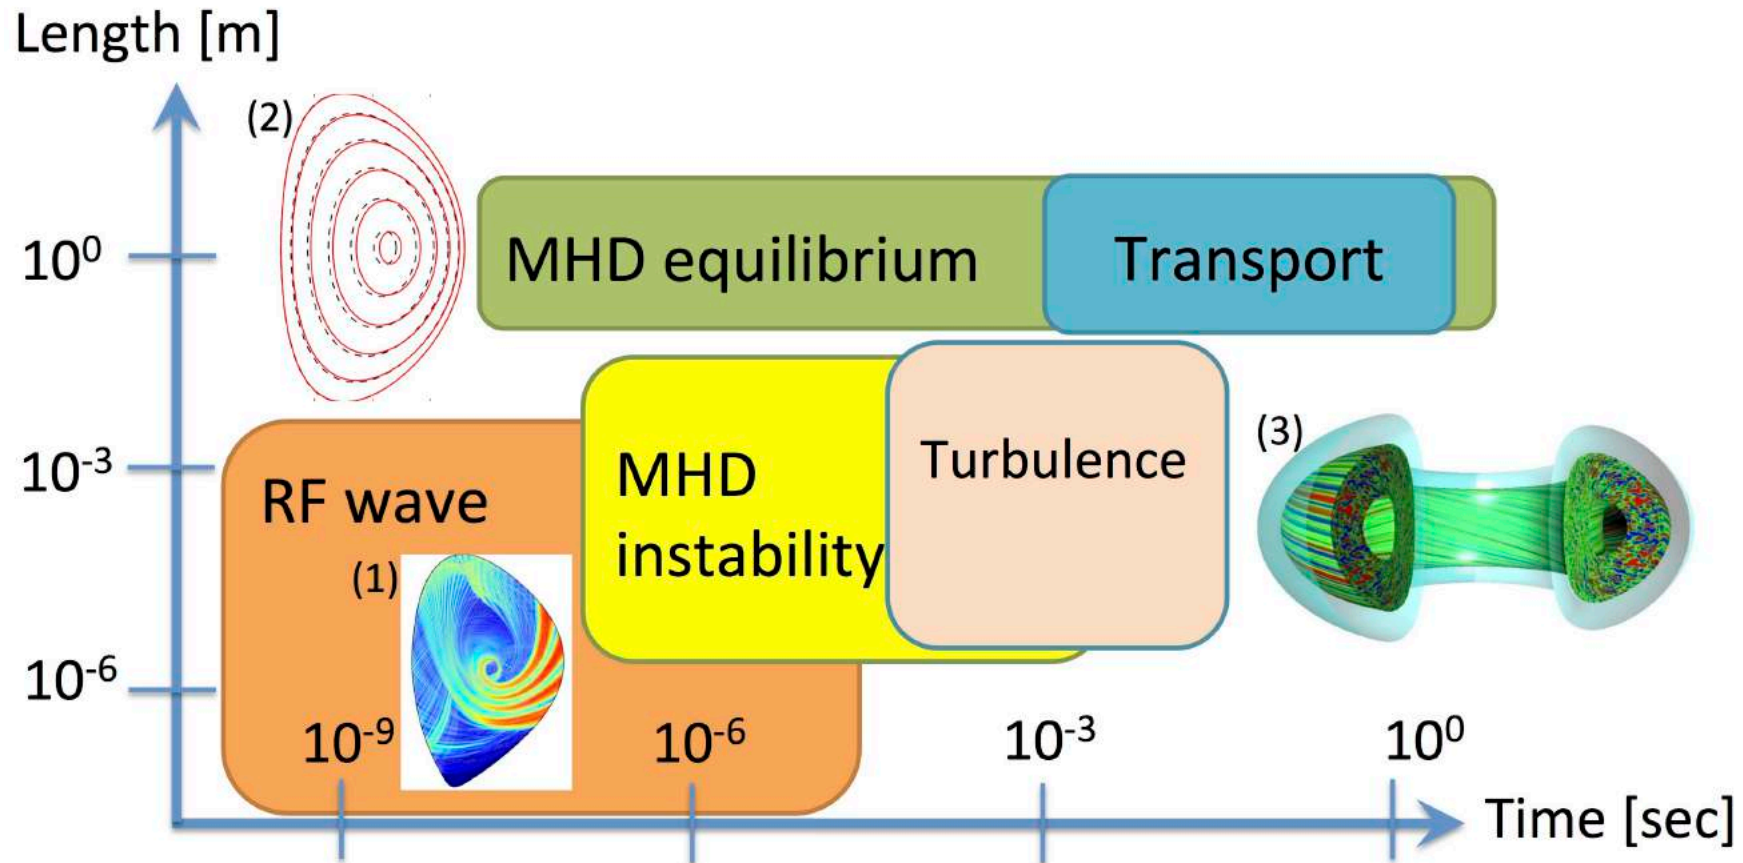 Length [m]
(2)
10⁰
MHD equilibrium
Transport
10⁻³
RF wave
(1)
MHD
instability
Turbulence
(3)
10⁻⁶
10⁻⁹
10⁻⁶
10⁻³
10⁰
Time [sec]